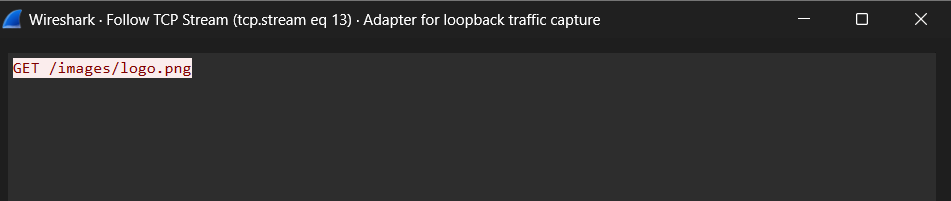 Wireshark · Follow TCP Stream (tcp.stream eq 13) · Adapter for loopback traffic capture
GET /images/logo.png